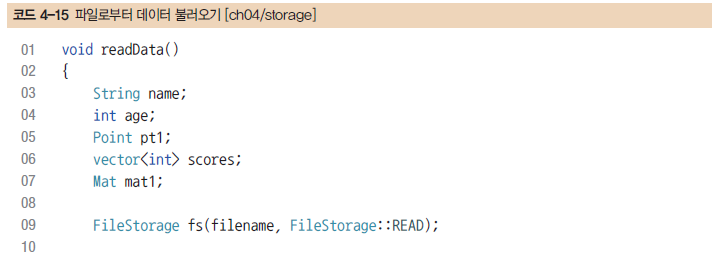 코드 4-15 파일로부터 데이터 불러오기 [ch04/storage]
01 void readData()
02 {
03 String name;
04 int age;
05 Point pt1;
06 vector<int> scores;
07 Mat mat1;
08
09 FileStorage fs(filename, FileStorage::READ);
10